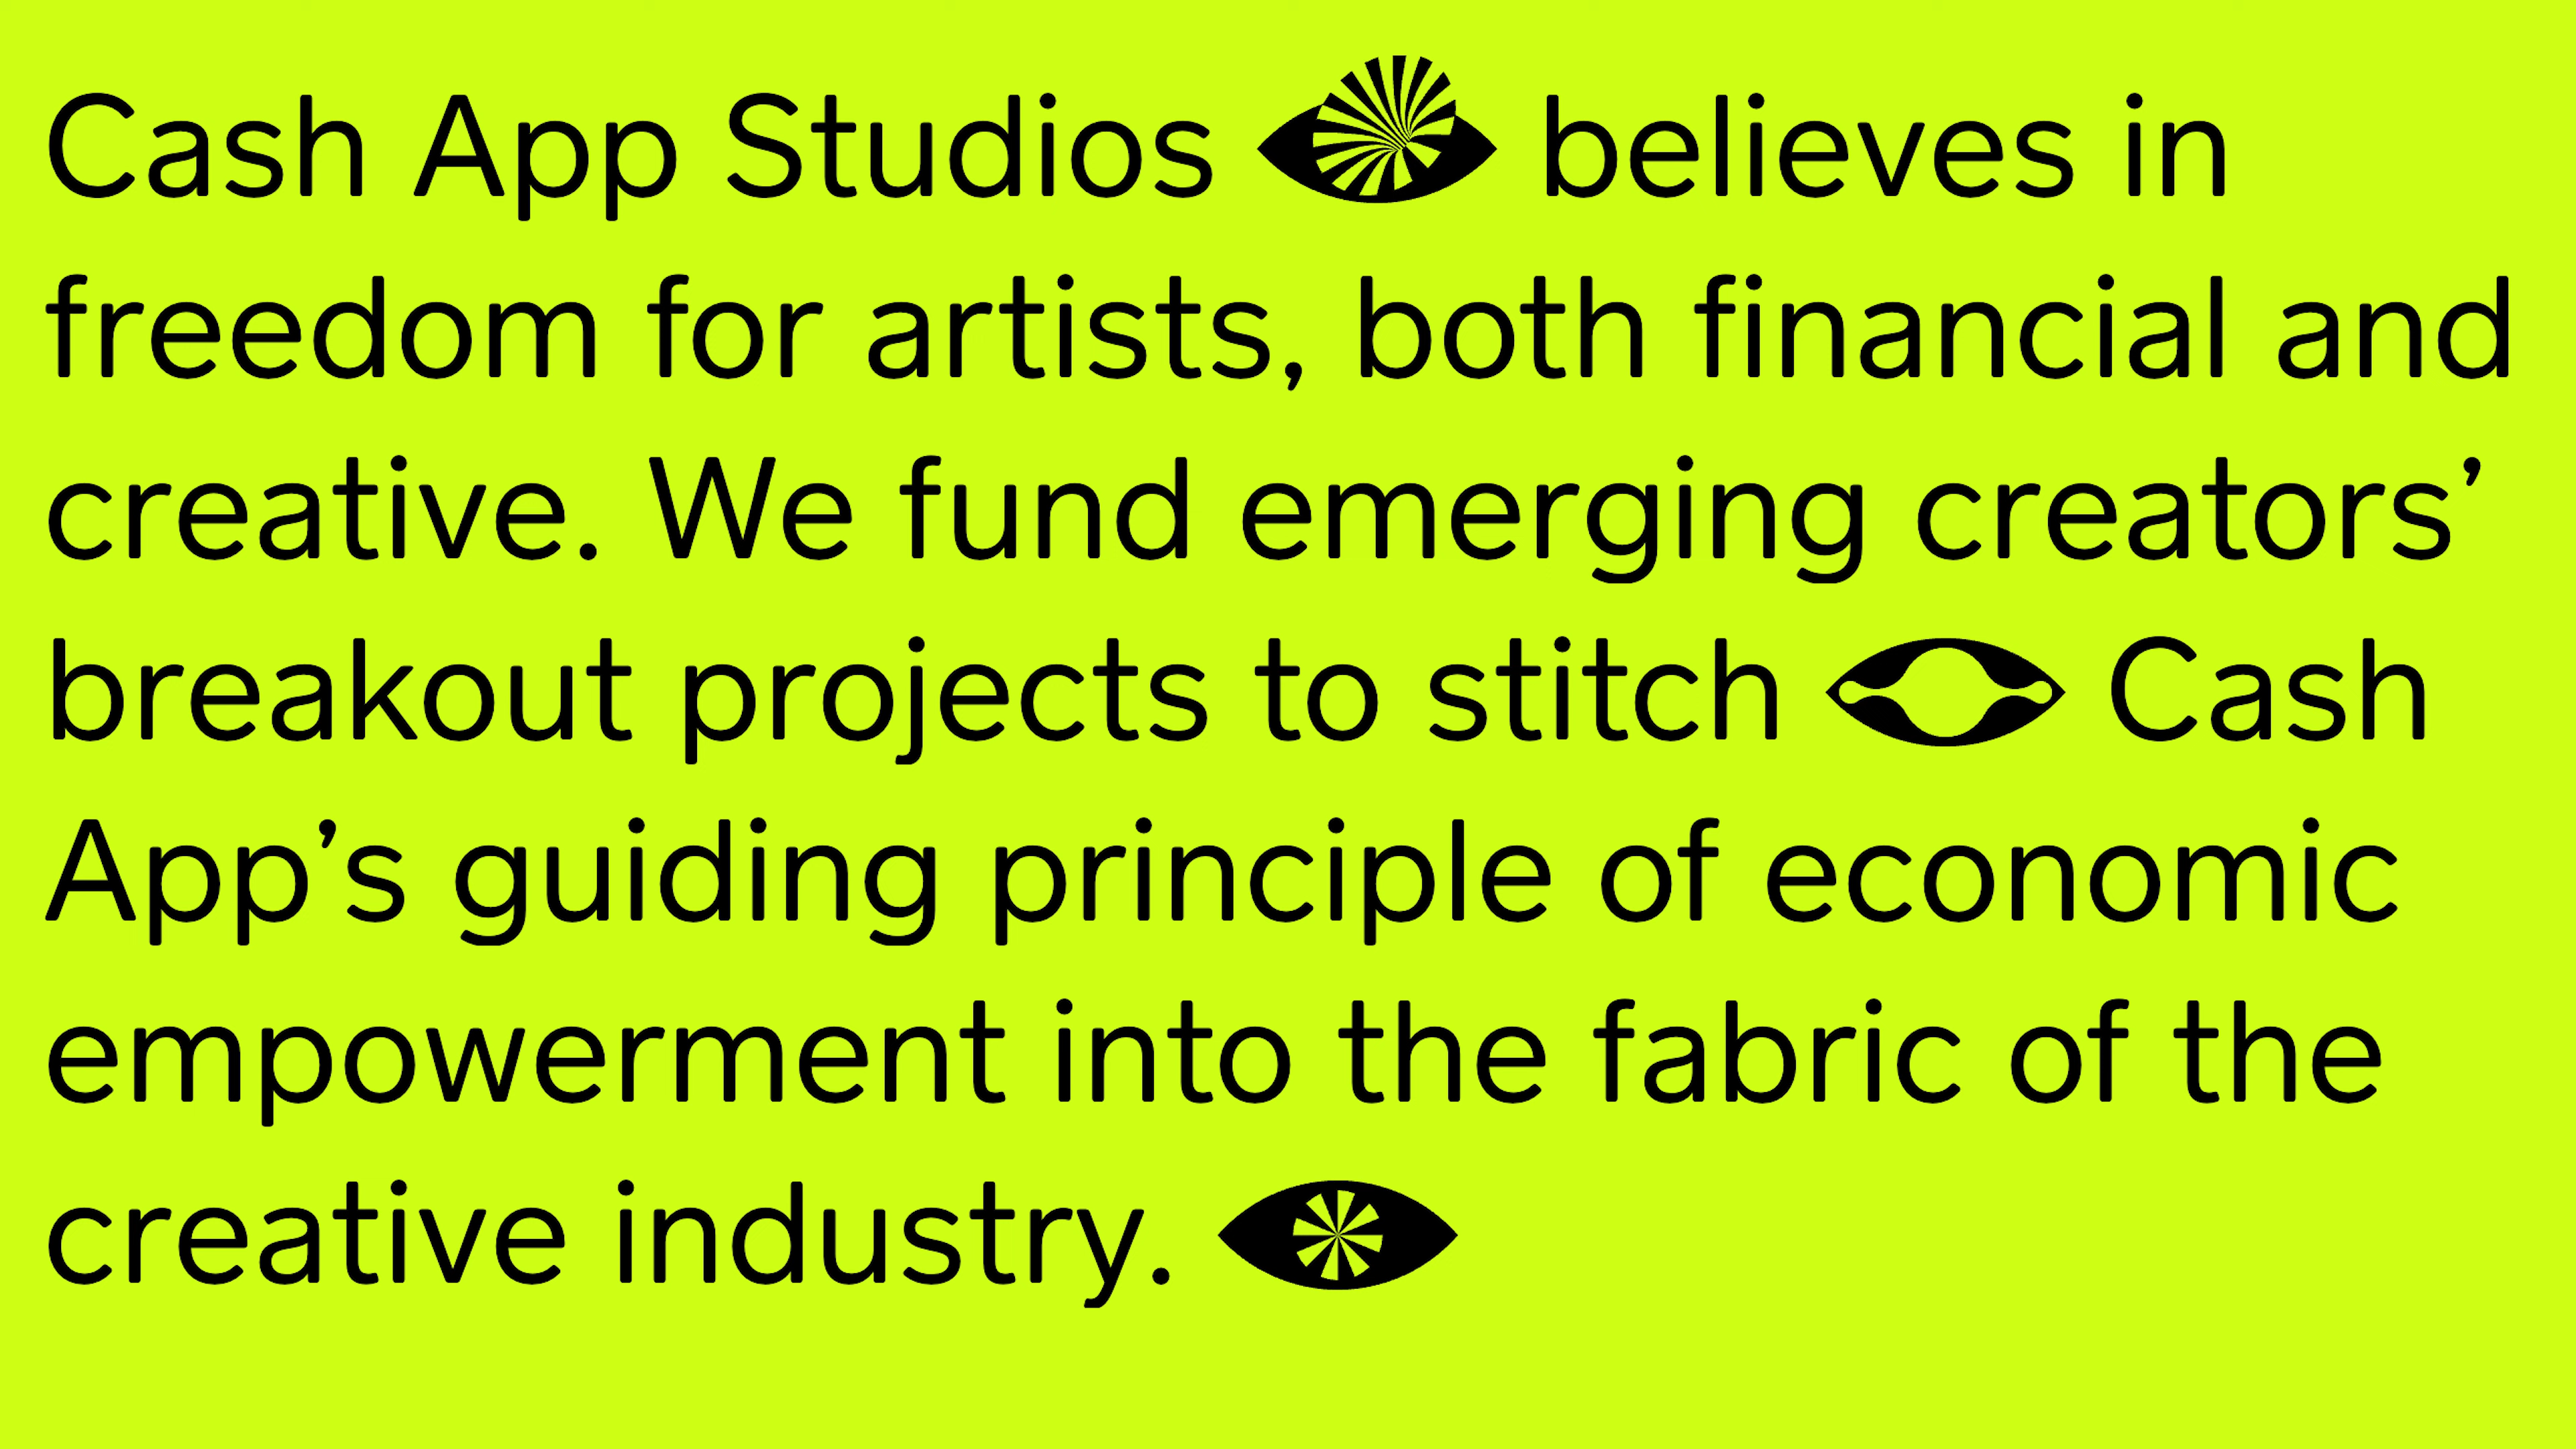 Cash App Studios believes in
freedom for artists, both financial and
creative. We fund emerging creators’
breakout projects to stitch Cash
App’s guiding principle of economic
empowerment into the fabric of the
creative industry.